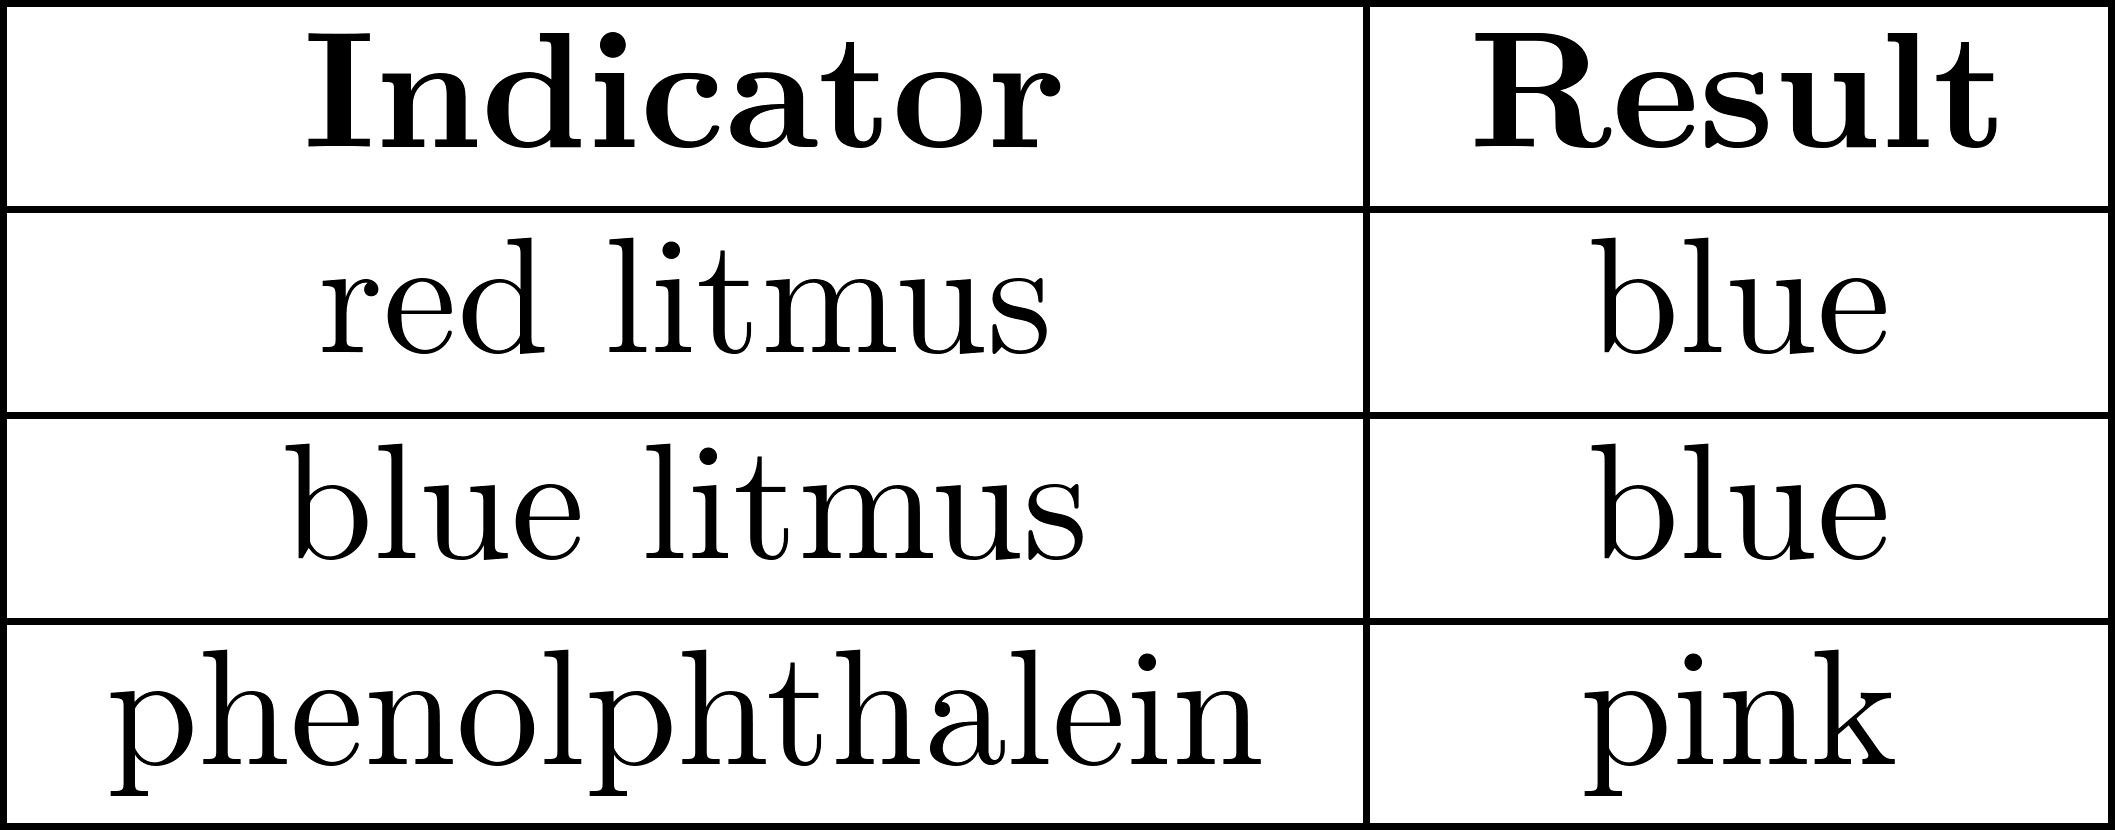 Indicator Result
red litmus blue
blue litmus blue
phenolphthalein pink